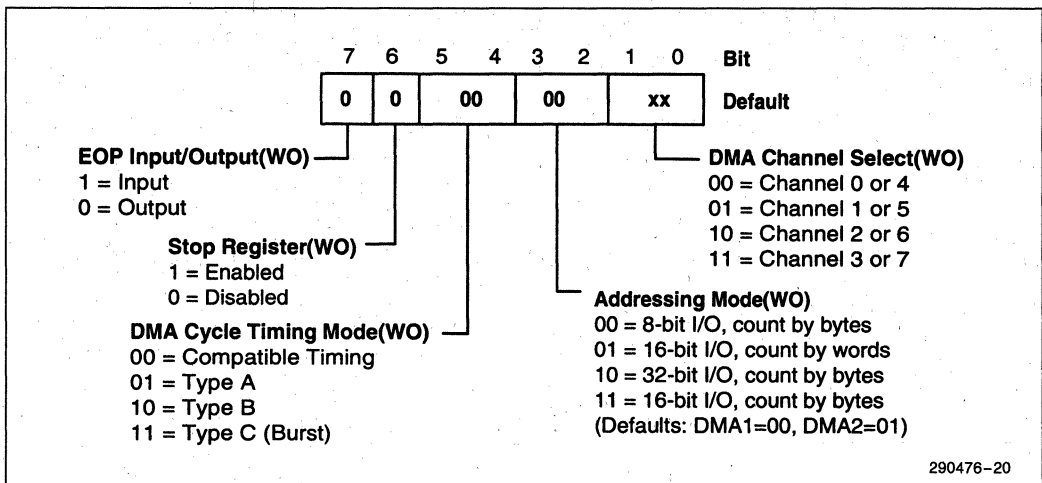 7 6 5 4 3 2 1 0 Bit
0 0 00 00 xx Default
EOP Input/Output(WO)
1 = Input
0 = Output
Stop Register(WO)
1 = Enabled
0 = Disabled
DMA Cycle Timing Mode(WO)
00 = Compatible Timing
01 = Type A
10 = Type B
11 = Type C (Burst)
DMA Channel Select(WO)
00 = Channel 0 or 4
01 = Channel 1 or 5
10 = Channel 2 or 6
11 = Channel 3 or 7
Addressing Mode(WO)
00 = 8-bit I/O, count by bytes
01 = 16-bit I/O, count by words
10 = 32-bit I/O, count by bytes
11 = 16-bit I/O, count by bytes
(Defaults: DMA1=00, DMA2=01)
290476-20